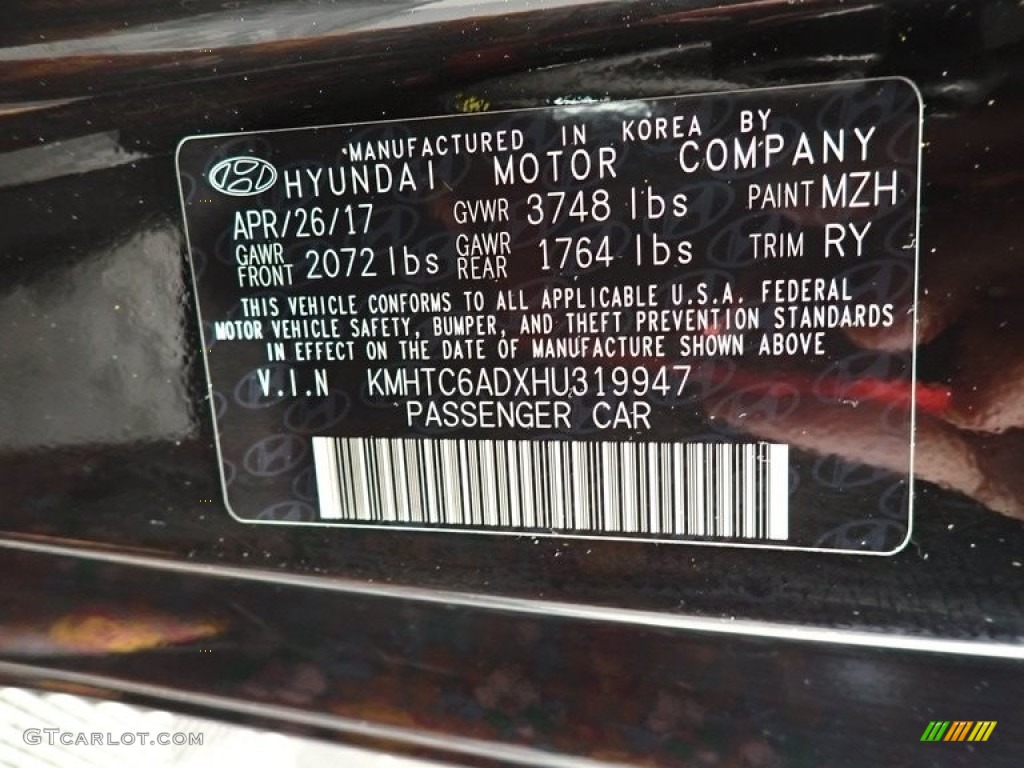 MANUFACTURED IN KOREA BY
HYUNDAI MOTOR COMPANY
APR/26/17 GVWR 3748 lbs PAINT MZH
GAWR FRONT 2072 lbs GAWR REAR 1764 lbs TRIM RY
THIS VEHICLE CONFORMS TO ALL APPLICABLE U.S.A. FEDERAL
MOTOR VEHICLE SAFETY, BUMPER, AND THEFT PREVENTION STANDARDS
IN EFFECT ON THE DATE OF MANUFACTURE SHOWN ABOVE
V.I.N KMHTC6ADXHU319947
PASSENGER CAR
GTCARLOT.COM